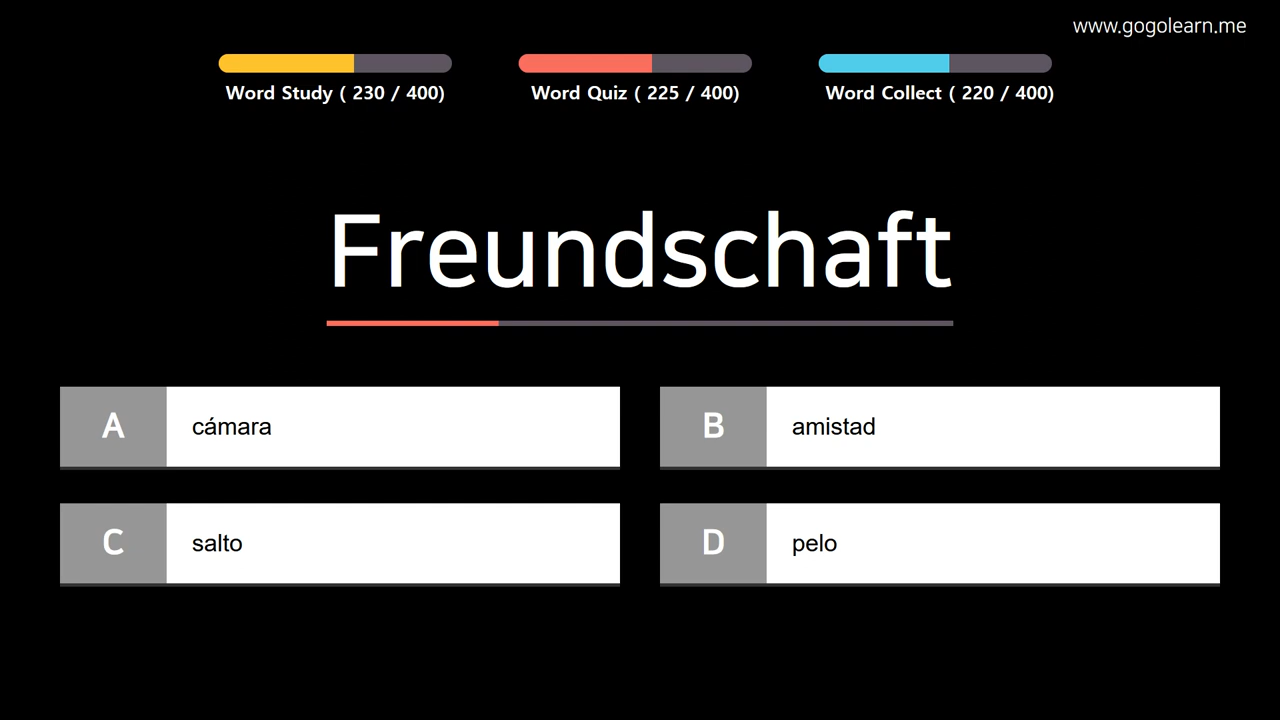 www.gogolearn.me
Word Study ( 230 / 400)
Word Quiz ( 225 / 400)
Word Collect ( 220 / 400)
Freundschaft
A cámara
B amistad
C salto
D pelo